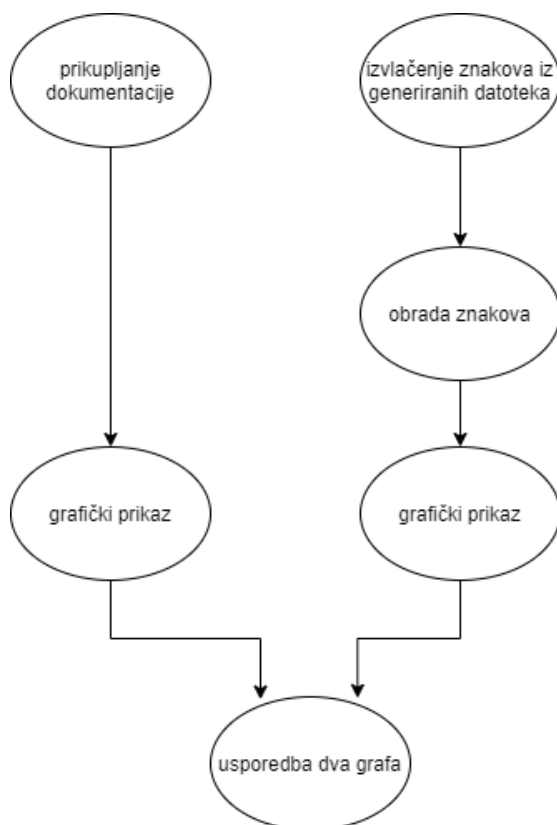 prikupljanje
dokumentacije
izvlačenje znakova iz
generiranih datoteka
obrada znakova
grafički prikaz
grafički prikaz
usporedba dva grafa